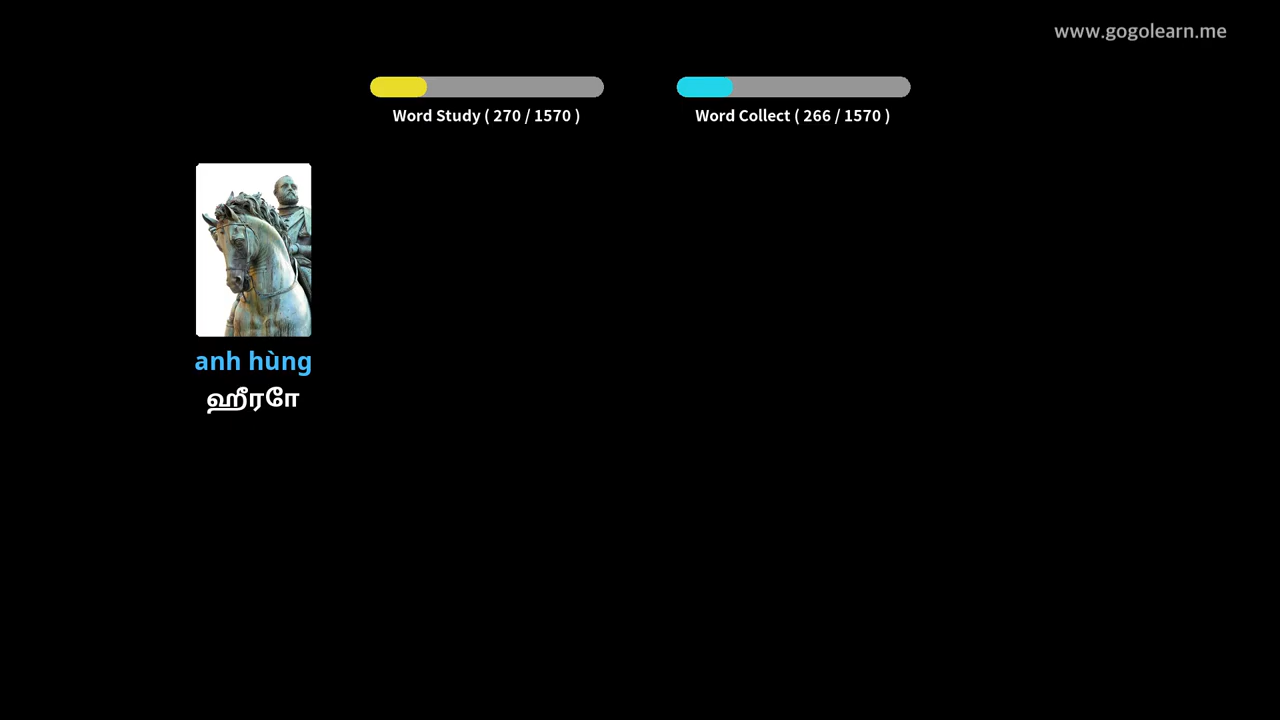 www.gogolearn.me
Word Study ( 270 / 1570 )
Word Collect ( 266 / 1570 )
anh hùng
ஹீரோ